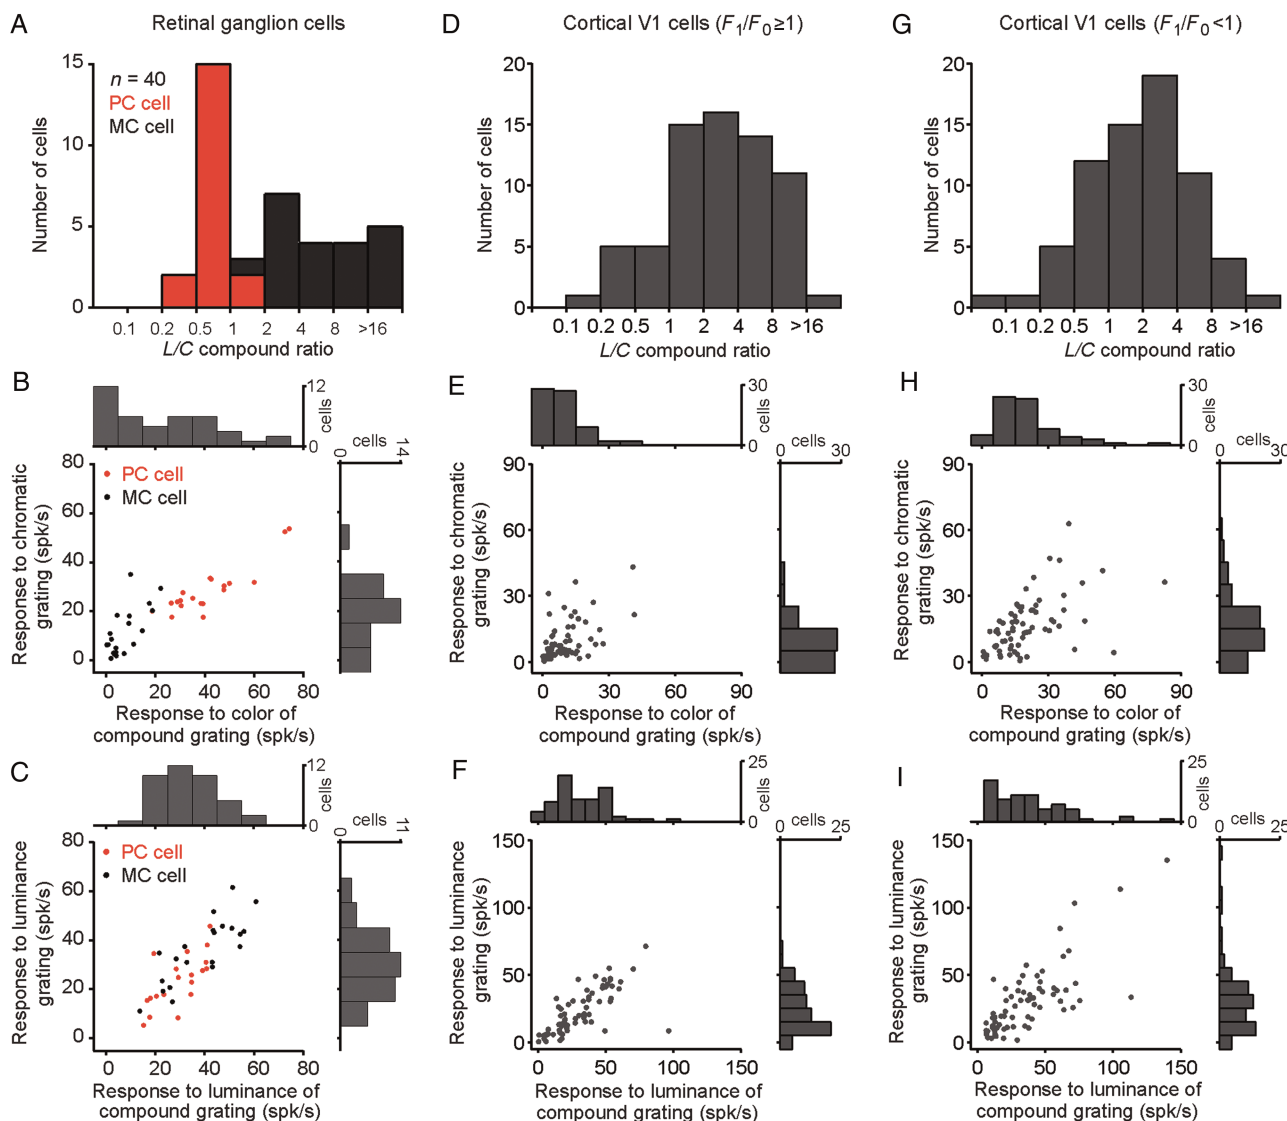 A
Retinal ganglion cells
n = 40
PC cell
MC cell
Number of cells
15
10
5
0
0.1 0.2 0.5 1 2 4 8 >16
L/C compound ratio
D
Cortical V1 cells (F1/F0≥1)
Number of cells
20
15
10
5
0
0.1 0.2 0.5 1 2 4 8 >16
L/C compound ratio
G
Cortical V1 cells (F1/F0<1)
Number of cells
20
15
10
5
0
0.1 0.2 0.5 1 2 4 8 >16
L/C compound ratio
B
12
0
cells
cells
0 14
PC cell
MC cell
Response to chromatic
grating (spk/s)
80
60
40
20
0
0 20 40 60 80
Response to color of
compound grating (spk/s)
E
30
0
cells
cells
0 30
Response to chromatic
grating (spk/s)
90
60
30
0
0 30 60 90
Response to color of
compound grating (spk/s)
H
30
0
cells
cells
0 30
Response to chromatic
grating (spk/s)
90
60
30
0
0 30 60 90
Response to color of
compound grating (spk/s)
C
12
0
cells
cells
0 11
PC cell
MC cell
Response to luminance
grating (spk/s)
80
60
40
20
0
0 20 40 60 80
Response to luminance of
compound grating (spk/s)
F
25
0
cells
cells
0 25
Response to luminance
grating (spk/s)
150
100
50
0
0 50 100 150
Response to luminance of
compound grating (spk/s)
I
25
0
cells
cells
0 25
Response to luminance
grating (spk/s)
150
100
50
0
0 50 100 150
Response to luminance of
compound grating (spk/s)